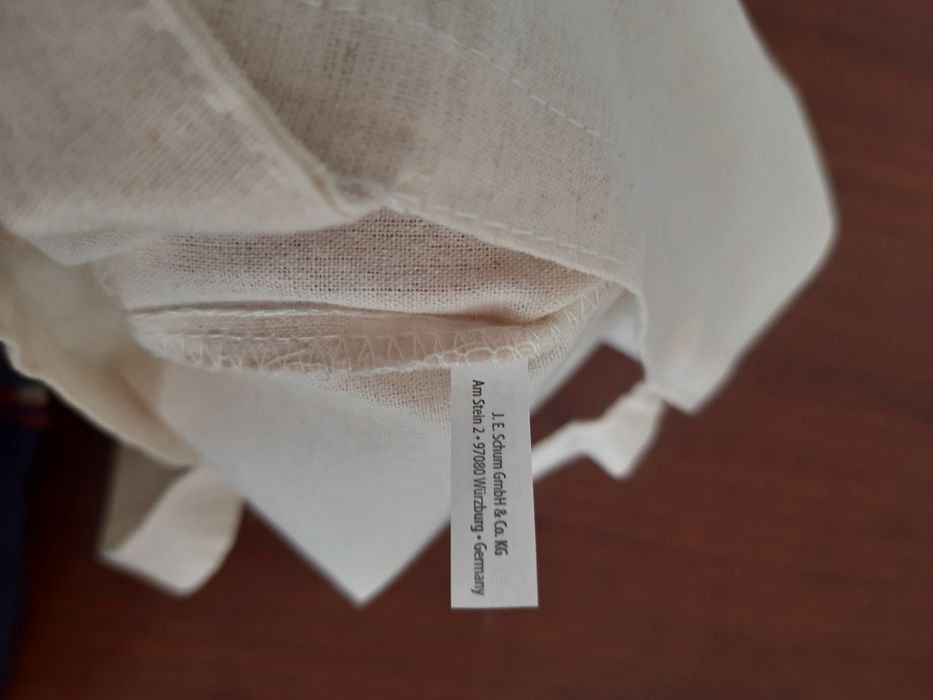 J. E. Schum GmbH & Co. KG
Am Stein 2 • 97080 Würzburg • Germany